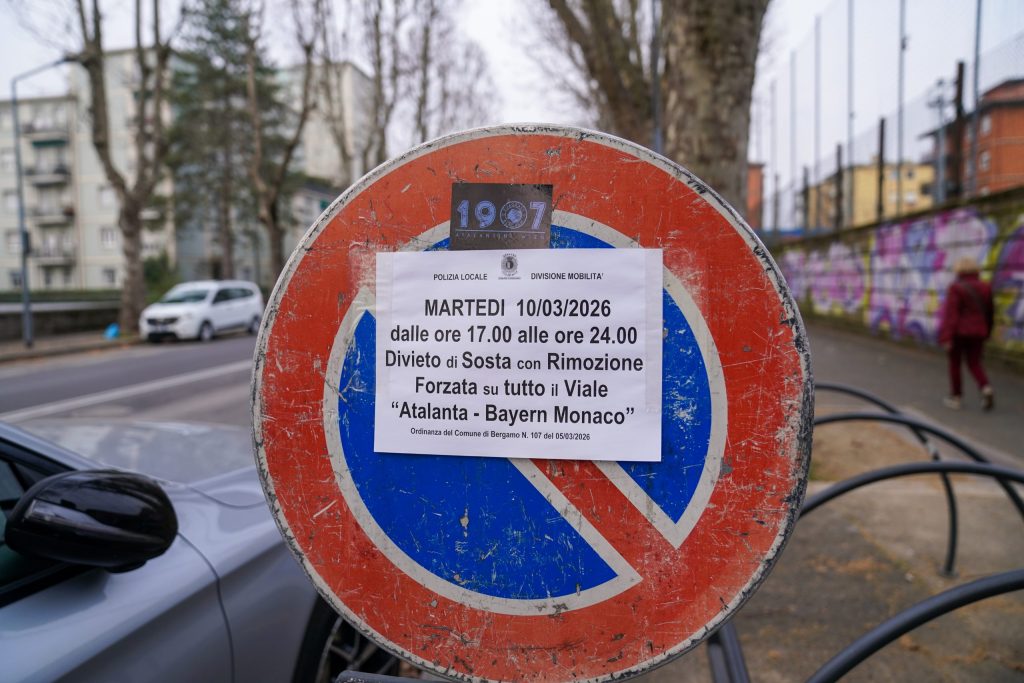 1907
POLIZIA LOCALE DIVISIONE MOBILITA'
MARTEDI 10/03/2026
dalle ore 17.00 alle ore 24.00
Divieto di Sosta con Rimozione
Forzata su tutto il Viale
“Atalanta - Bayern Monaco”
Ordinanza del Comune di Bergamo N. 107 del 05/03/2026